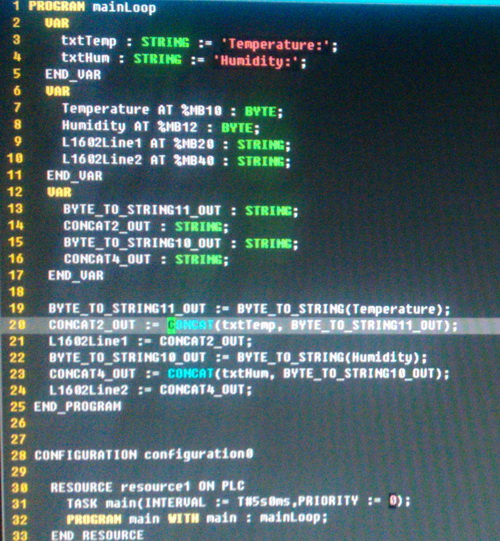 1 PROGRAM mainLoop
2 VAR
3 txtTemp : STRING := 'Temperature:';
4 txtHum : STRING := 'Humidity:';
5 END_VAR
6 VAR
7 Temperature AT %MB10 : BYTE;
8 Humidity AT %MB12 : BYTE;
9 L1602Line1 AT %MB20 : STRING;
10 L1602Line2 AT %MB40 : STRING;
11 END_VAR
12 VAR
13 BYTE_TO_STRING11_OUT : STRING;
14 CONCAT2_OUT : STRING;
15 BYTE_TO_STRING10_OUT : STRING;
16 CONCAT4_OUT : STRING;
17 END_VAR
18
19 BYTE_TO_STRING11_OUT := BYTE_TO_STRING(Temperature);
20 CONCAT2_OUT := CONCAT(txtTemp, BYTE_TO_STRING11_OUT);
21 L1602Line1 := CONCAT2_OUT;
22 BYTE_TO_STRING10_OUT := BYTE_TO_STRING(Humidity);
23 CONCAT4_OUT := CONCAT(txtHum, BYTE_TO_STRING10_OUT);
24 L1602Line2 := CONCAT4_OUT;
25 END_PROGRAM
26
27
28 CONFIGURATION configuration0
29
30 RESOURCE resource1 ON PLC
31 TASK main(INTERVAL := T#5s0ms,PRIORITY := 0);
32 PROGRAM main WITH main : mainLoop;
33 END_RESOURCE